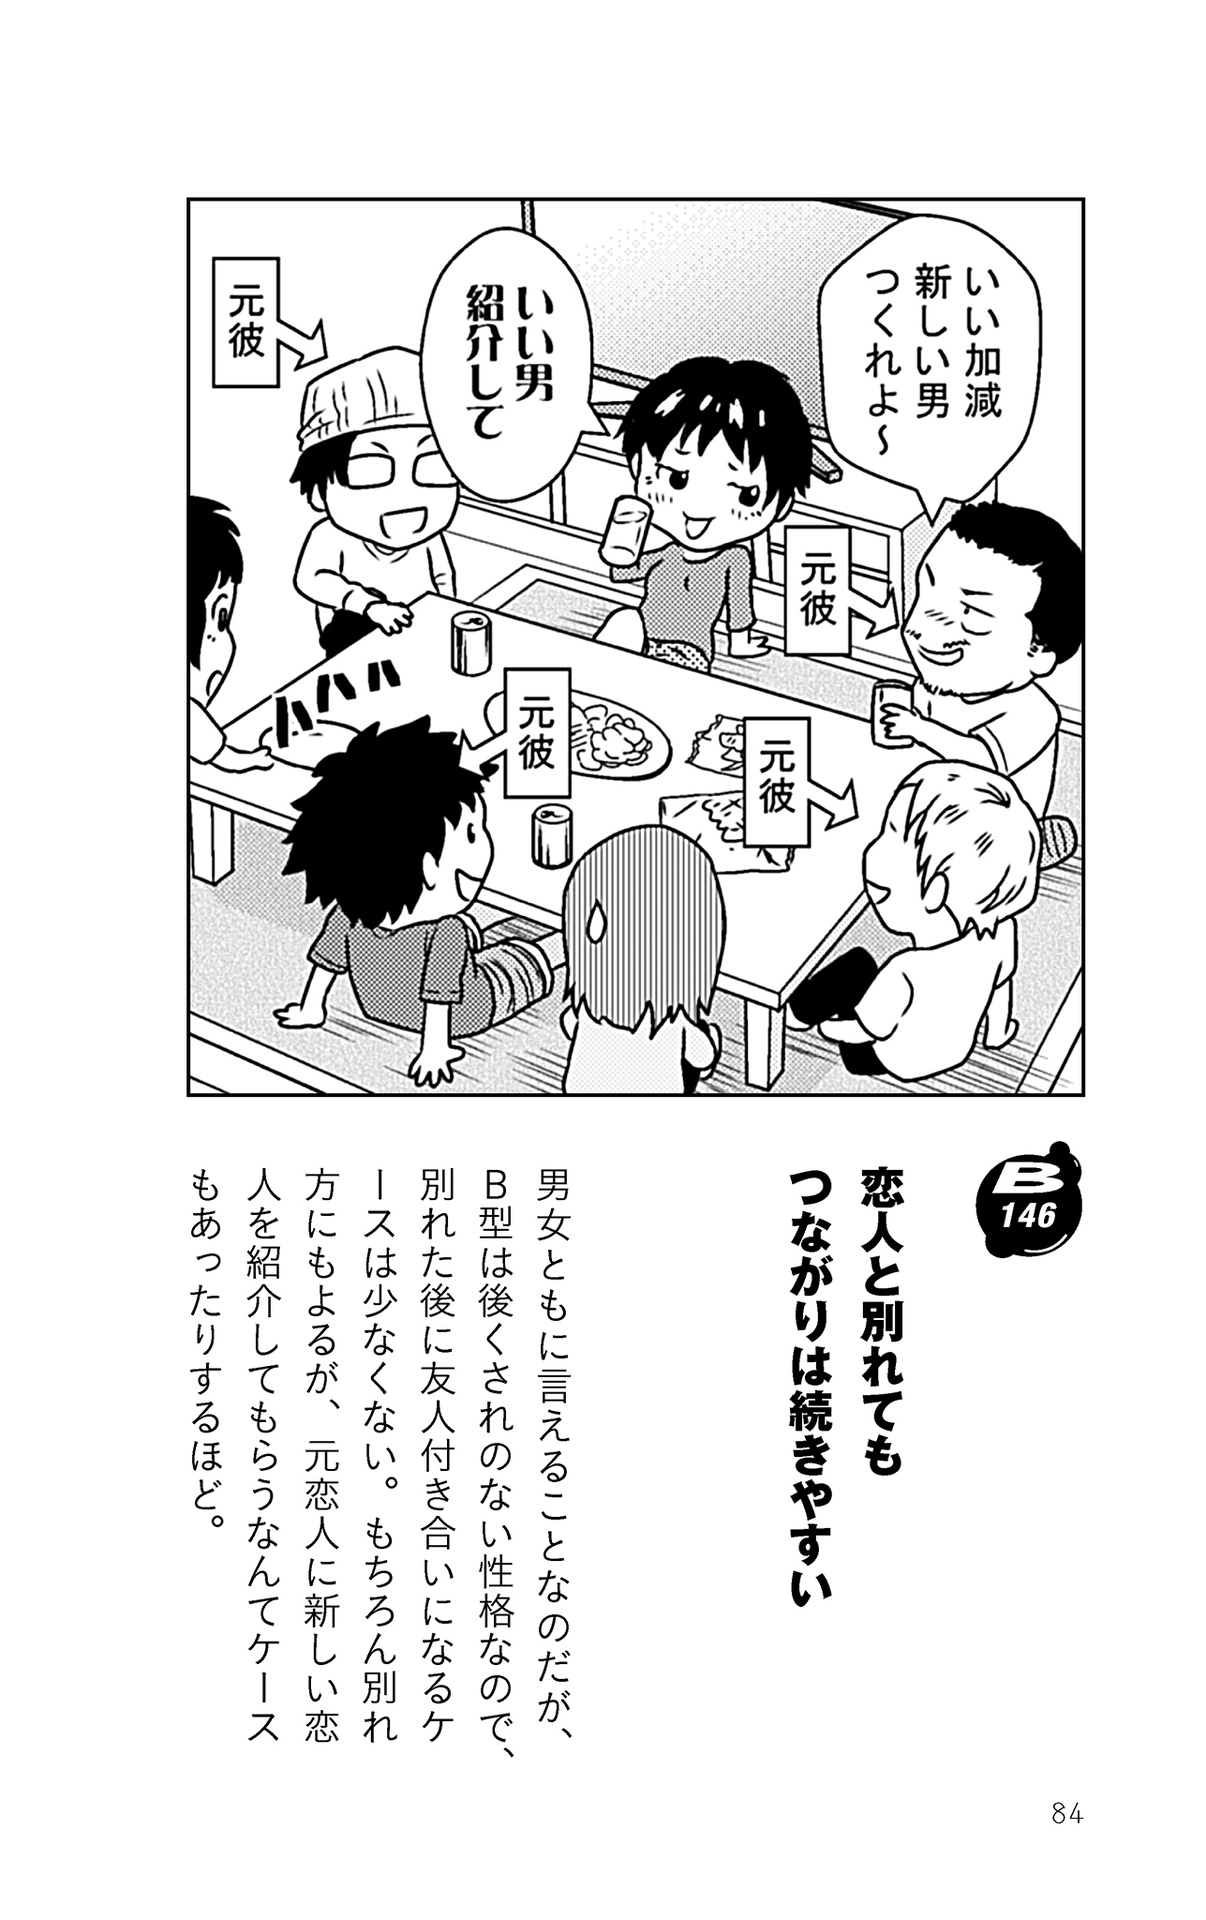 いい加減
新しい男
つくれよ～
いい男
紹介して
元彼
元彼
元彼
元彼
ハハハ
B
146
恋人と別れても
つながりは続きやすい
男女ともに言えることなのだが、
B型は後くされのない性格なので、
別れた後に友人付き合いになるケ
ースは少なくない。もちろん別れ
方にもよるが、元恋人に新しい恋
人を紹介してもらうなんてケース
もあったりするほど。
84